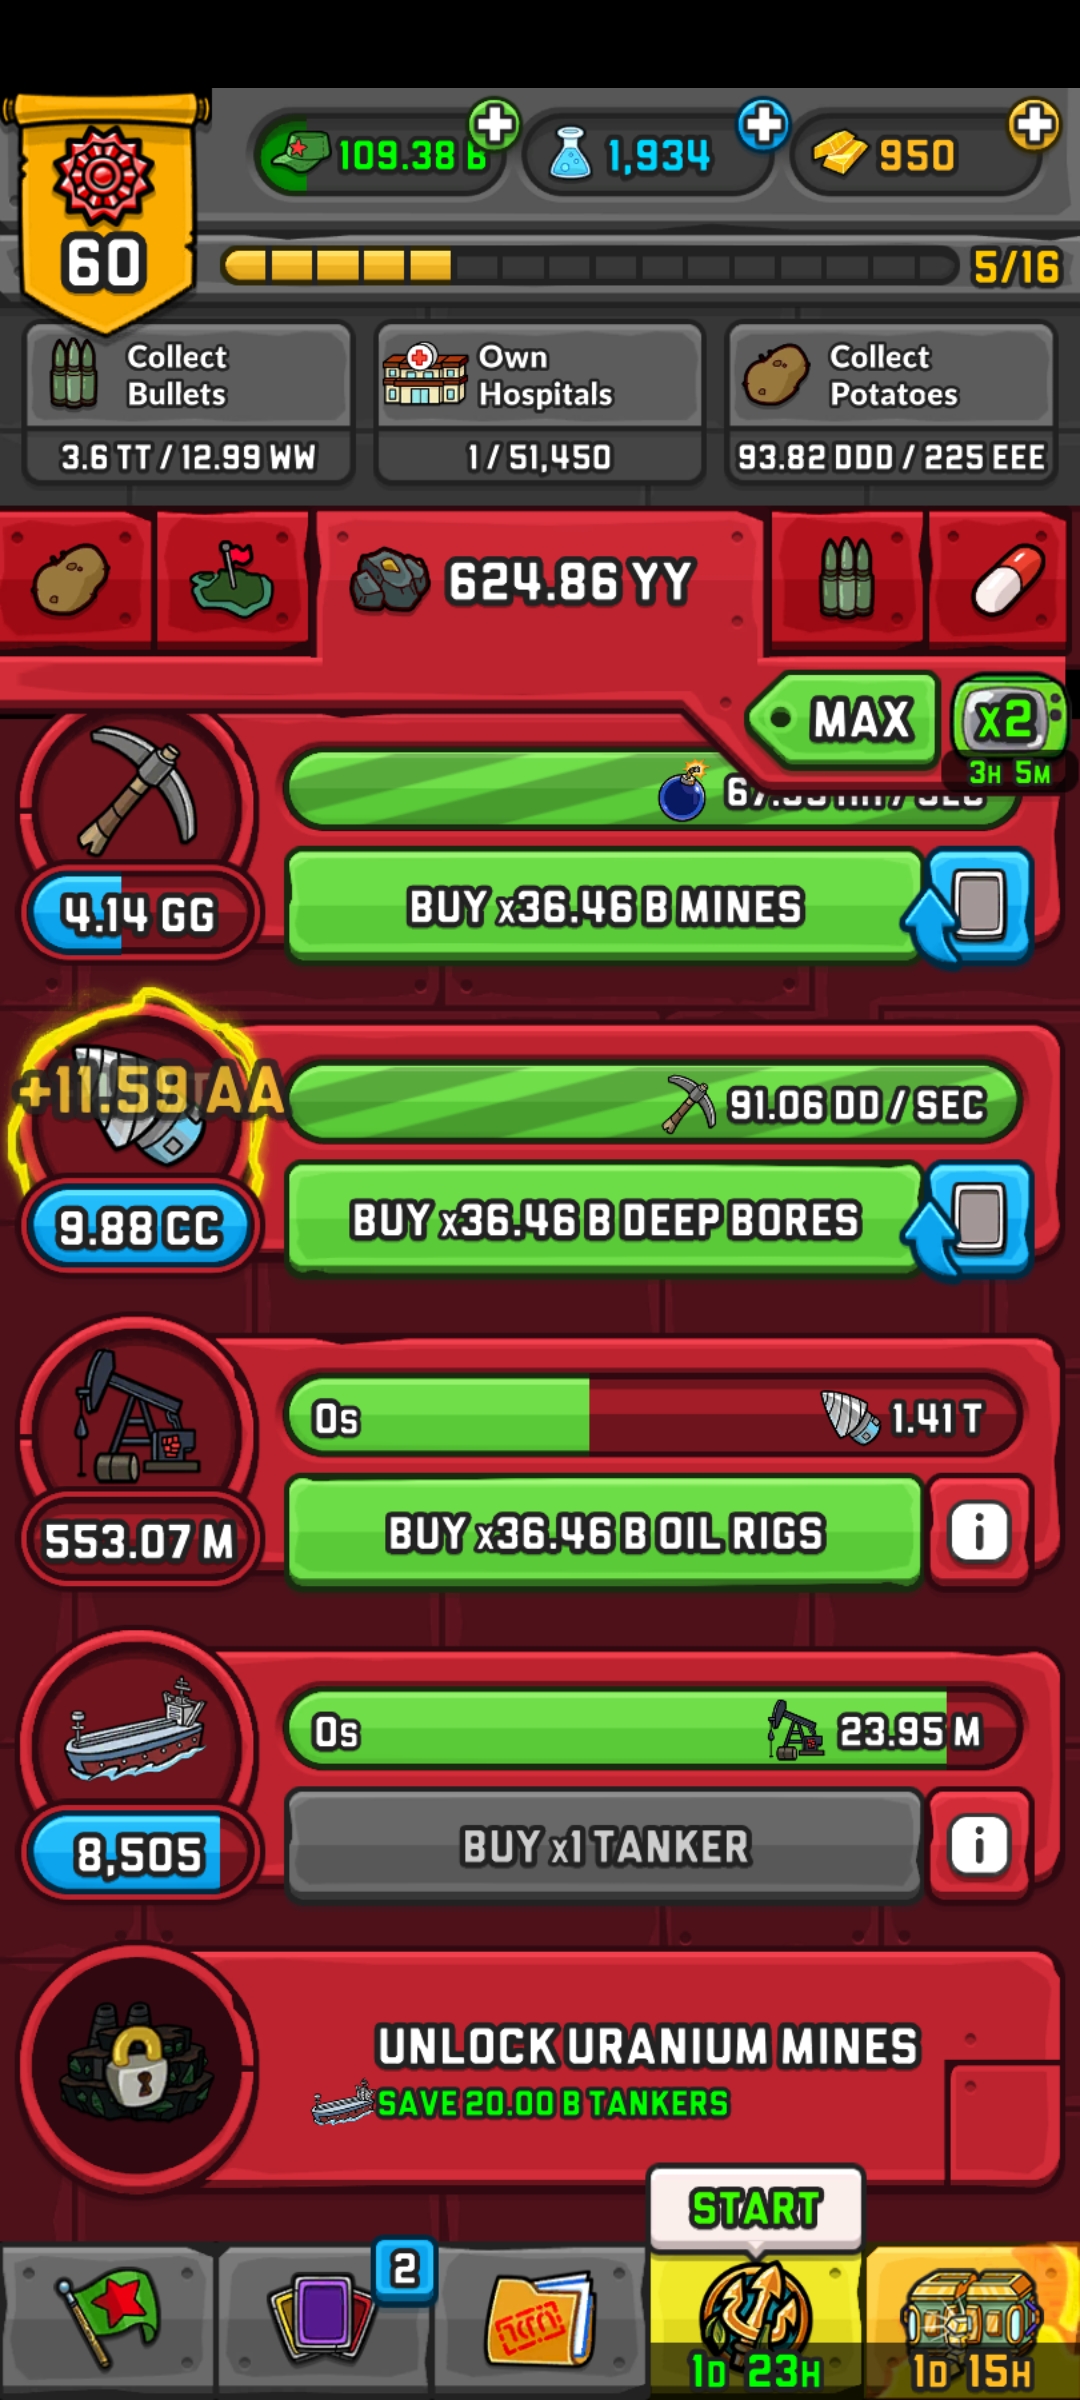 60
109.38 B
1,934
950
5/16
Collect
Bullets
3.6 TT / 12.99 WW
Own
Hospitals
1 / 51,450
Collect
Potatoes
93.82 DDD / 225 EEE
624.86 YY
MAX
x2
3H 5M
4.14 GG
BUY x36.46 B MINES
+11.59 AA
91.06 DD / SEC
9.88 CC
BUY x36.46 B DEEP BORES
0s
1.41 T
553.07 M
BUY x36.46 B OIL RIGS
i
0s
23.95 M
8,505
BUY x1 TANKER
i
UNLOCK URANIUM MINES
SAVE 20.00 B TANKERS
START
2
1D 23H
1D 15H